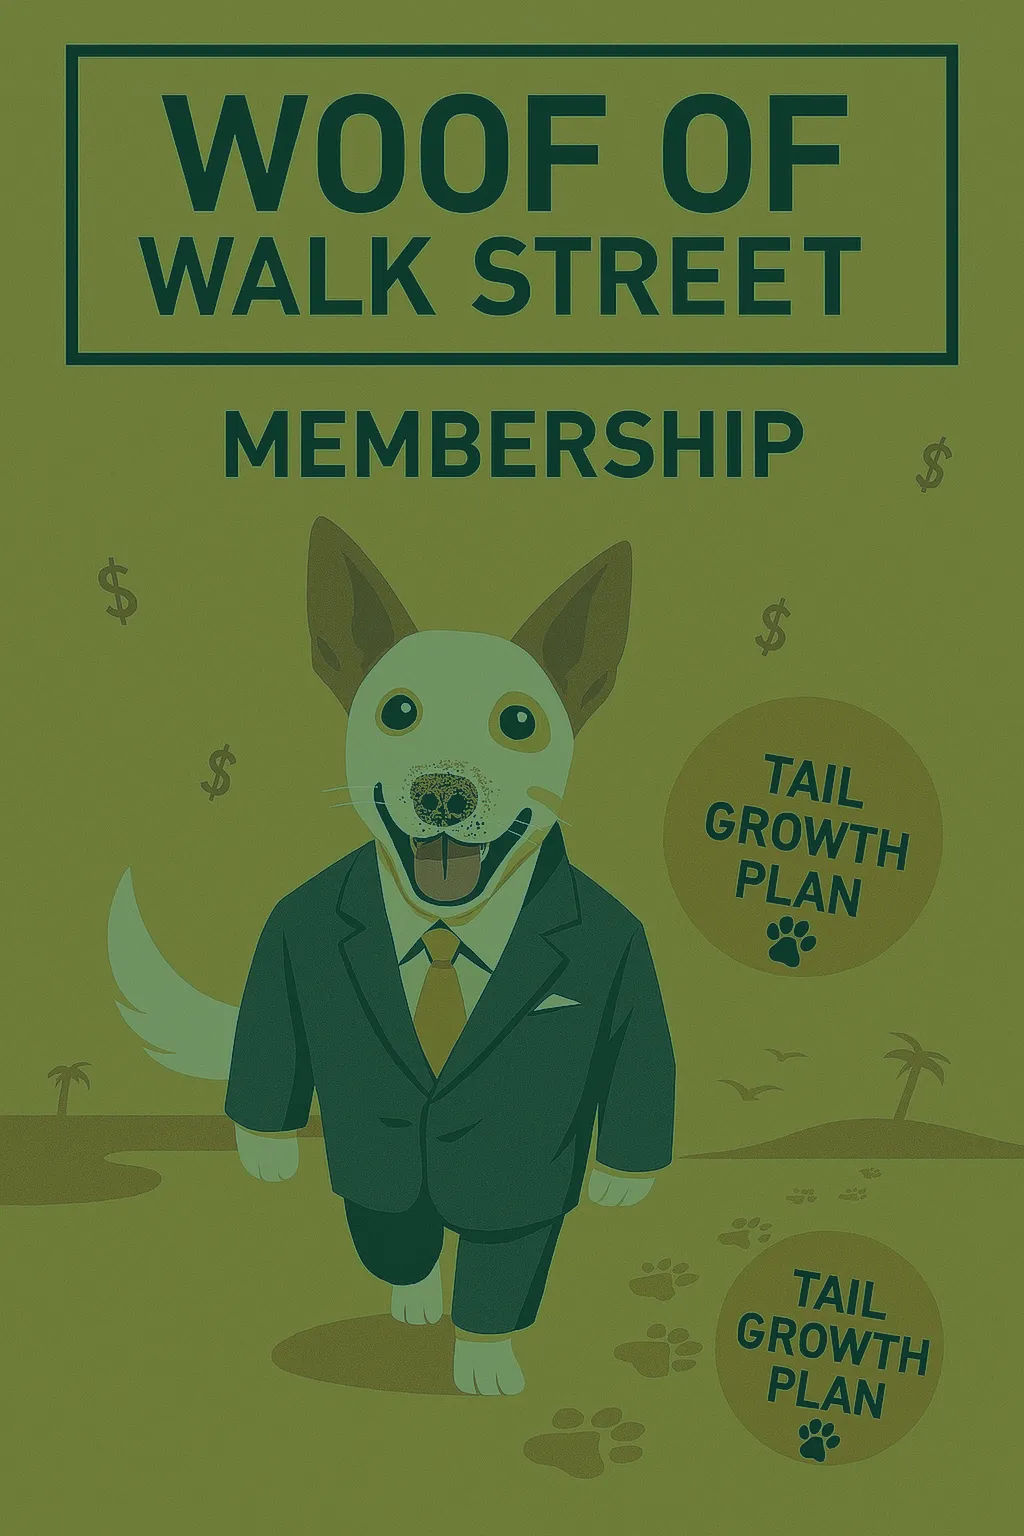 WOOF OF
WALK STREET
MEMBERSHIP
$
$
$
$
TAIL
GROWTH
PLAN
TAIL
GROWTH
PLAN